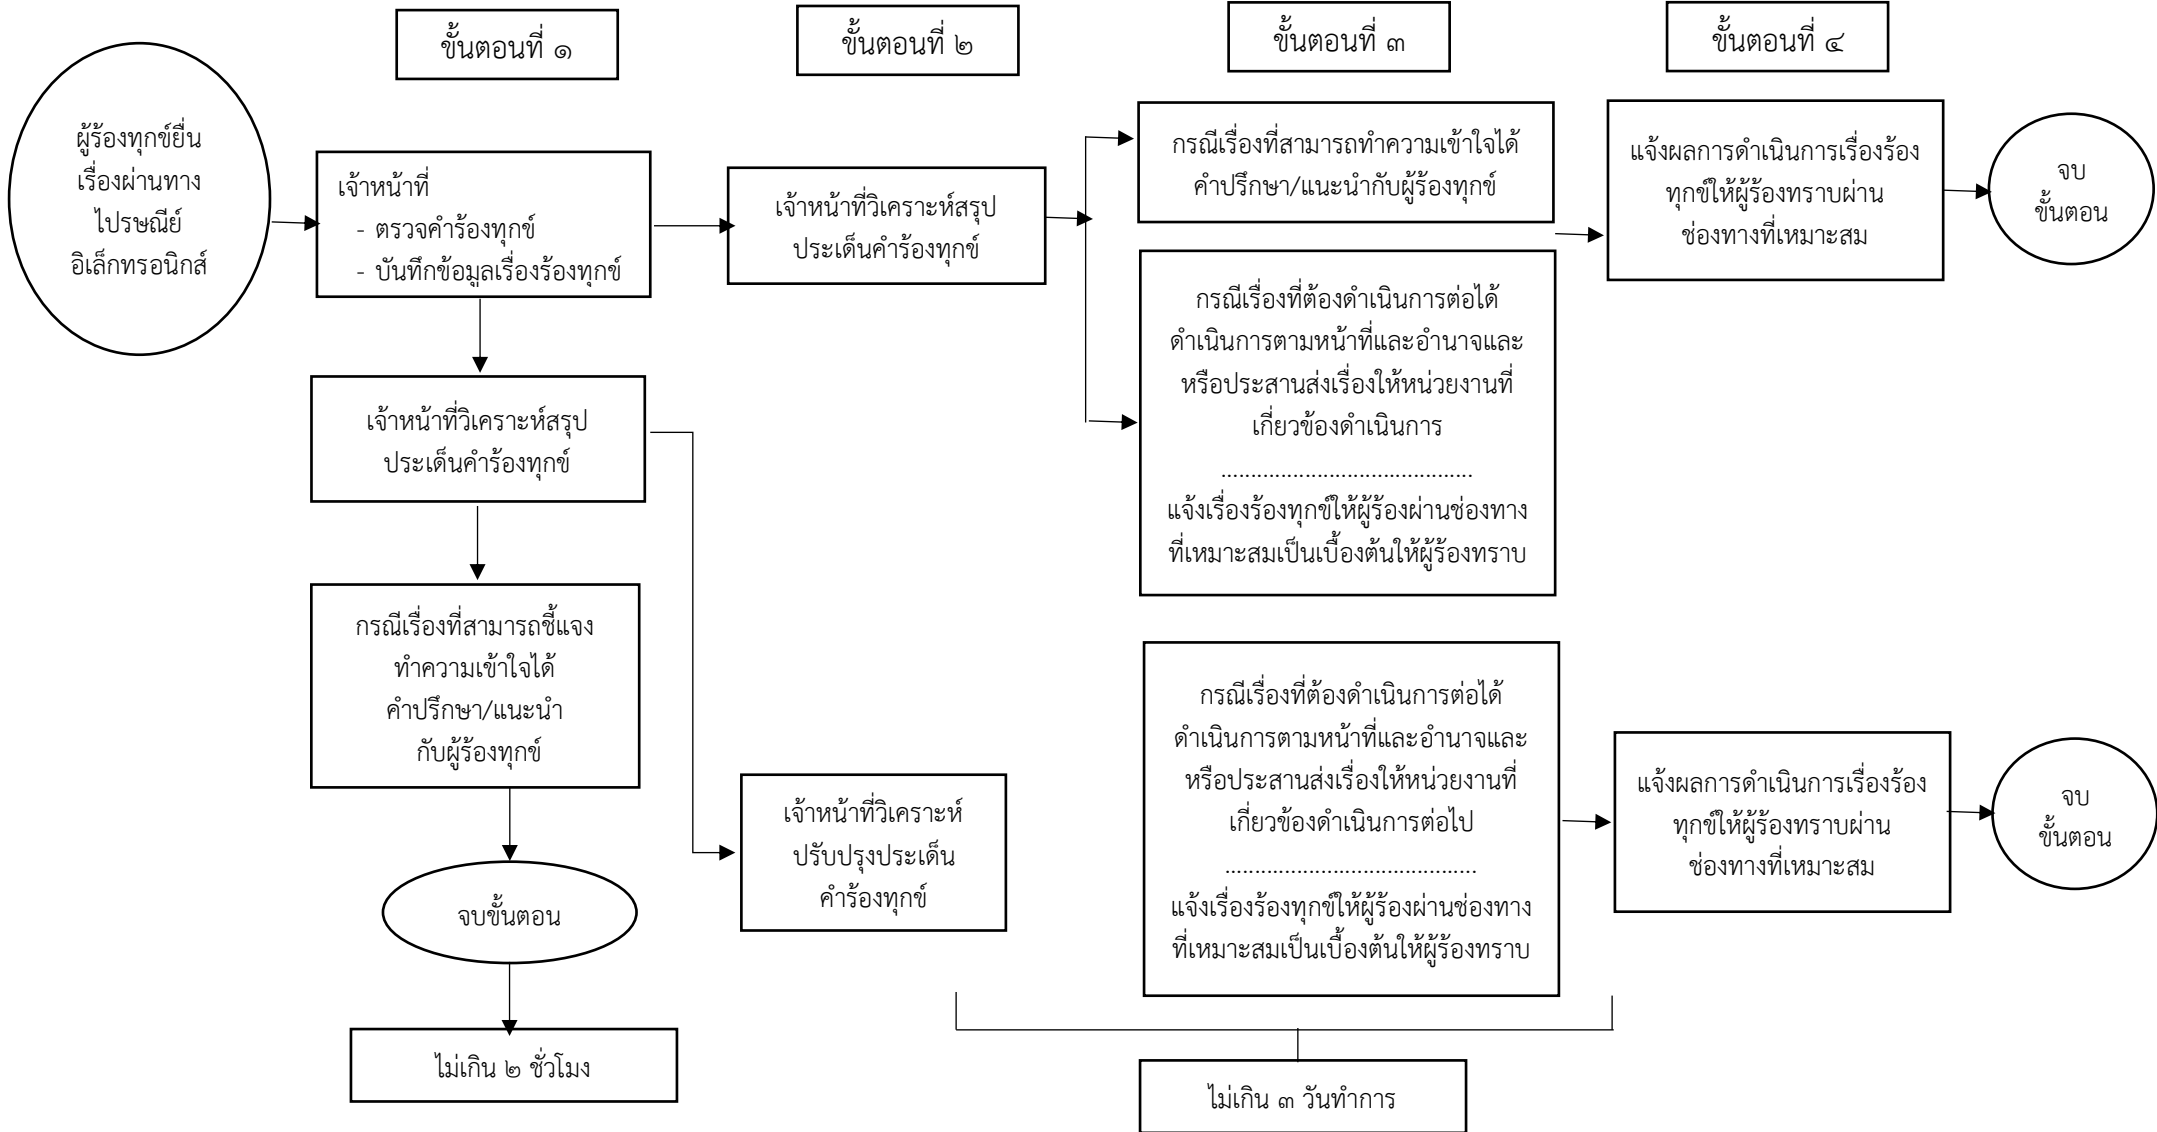 ขั้นตอนที่ ๑
ขั้นตอนที่ ๒
ขั้นตอนที่ ๓
ขั้นตอนที่ ๔
ผู้ร้องทุกข์ยื่น
เรื่องผ่านทาง
ไปรษณีย์
อิเล็กทรอนิกส์
เจ้าหน้าที่
- ตรวจคำร้องทุกข์
- บันทึกข้อมูลเรื่องร้องทุกข์
เจ้าหน้าที่วิเคราะห์สรุป
ประเด็นคำร้องทุกข์
กรณีเรื่องที่สามารถทำความเข้าใจได้
คำปรึกษา/แนะนำกับผู้ร้องทุกข์
แจ้งผลการดำเนินการเรื่องร้อง
ทุกข์ให้ผู้ร้องทราบผ่าน
ช่องทางที่เหมาะสม
จบ
ขั้นตอน
กรณีเรื่องที่ต้องดำเนินการต่อได้
ดำเนินการตามหน้าที่และอำนาจและ
หรือประสานส่งเรื่องให้หน่วยงานที่
เกี่ยวข้องดำเนินการ
..........................................
แจ้งเรื่องร้องทุกข์ให้ผู้ร้องผ่านช่องทาง
ที่เหมาะสมเป็นเบื้องต้นให้ผู้ร้องทราบ
เจ้าหน้าที่วิเคราะห์สรุป
ประเด็นคำร้องทุกข์
กรณีเรื่องที่สามารถชี้แจง
ทำความเข้าใจได้
คำปรึกษา/แนะนำ
กับผู้ร้องทุกข์
จบขั้นตอน
ไม่เกิน ๒ ชั่วโมง
เจ้าหน้าที่วิเคราะห์
ปรับปรุงประเด็น
คำร้องทุกข์
กรณีเรื่องที่ต้องดำเนินการต่อได้
ดำเนินการตามหน้าที่และอำนาจและ
หรือประสานส่งเรื่องให้หน่วยงานที่
เกี่ยวข้องดำเนินการต่อไป
..........................................
แจ้งเรื่องร้องทุกข์ให้ผู้ร้องผ่านช่องทาง
ที่เหมาะสมเป็นเบื้องต้นให้ผู้ร้องทราบ
แจ้งผลการดำเนินการเรื่องร้อง
ทุกข์ให้ผู้ร้องทราบผ่าน
ช่องทางที่เหมาะสม
จบ
ขั้นตอน
ไม่เกิน ๓ วันทำการ